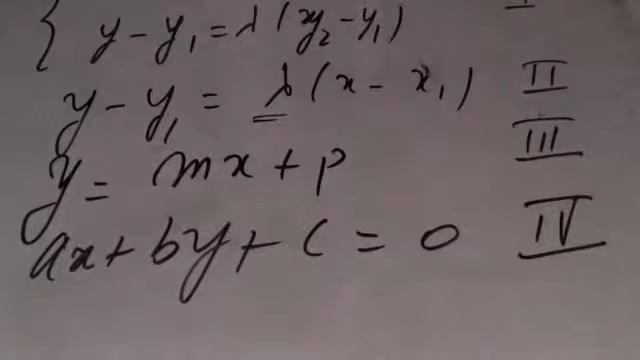 { y - y₁ = λ (y₂ - y₁)
y - y₁ = λ (x - x₁) II
y = mx + p III
ax + by + c = 0 IV